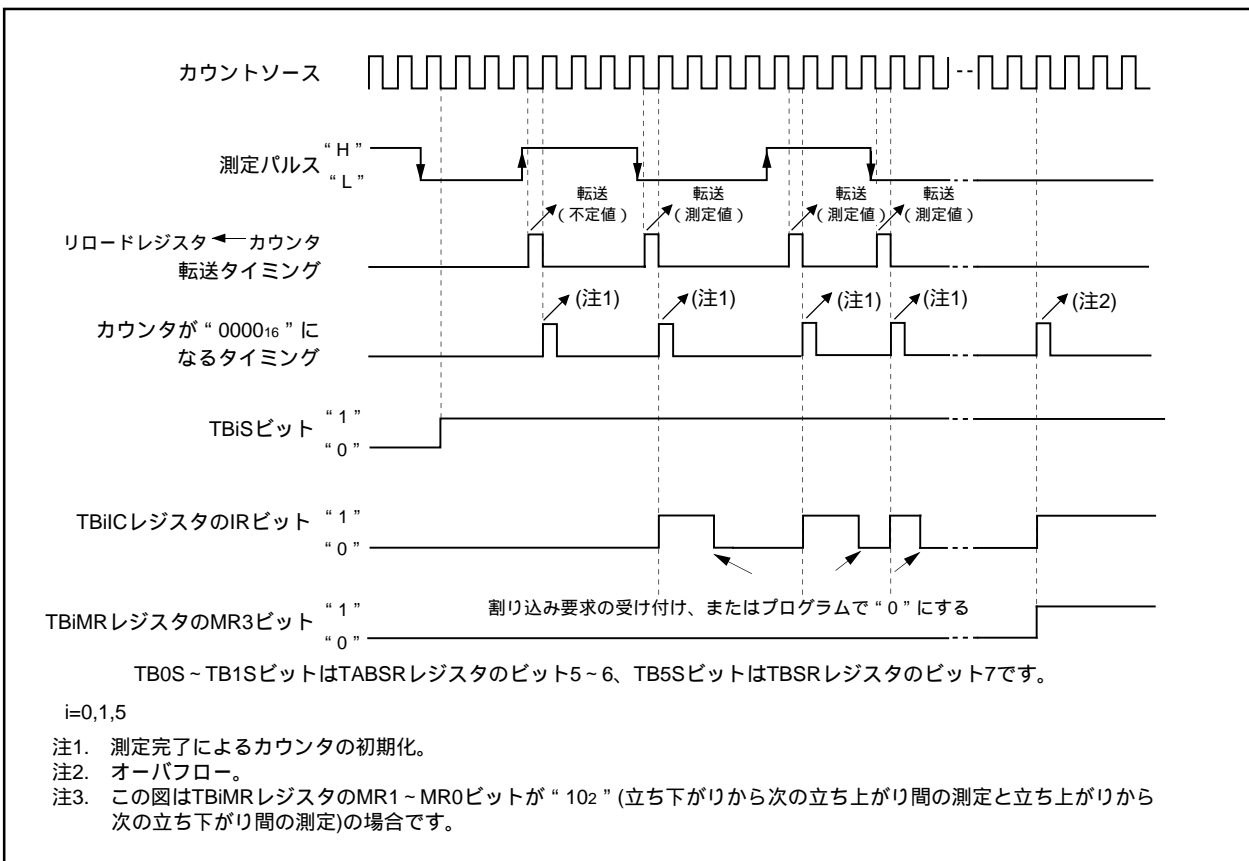 カウントソース
測定パルス
“ H ”
“ L ”
転送
( 不定値 )
転送
( 測定値 )
転送
( 測定値 )
転送
( 測定値 )
リロードレジスタ ← カウンタ
転送タイミング
(注1)
(注1)
(注1)
(注1)
(注2)
カウンタが “ 0000₁₆ ” に
なるタイミング
TBiSビット
“ 1 ”
“ 0 ”
TBiICレジスタのIRビット
“ 1 ”
“ 0 ”
割り込み要求の受け付け、またはプログラムで “ 0 ” にする
TBiMRレジスタのMR3ビット
“ 1 ”
“ 0 ”
TB0S ~ TB1SビットはTABSRレジスタのビット5 ~ 6、TB5SビットはTBSRレジスタのビット7です。
i=0,1,5
注1. 測定完了によるカウンタの初期化。
注2. オーバフロー。
注3. この図はTBiMRレジスタのMR1 ~ MR0ビットが “ 10₂ ” (立ち下がりから次の立ち上がり間の測定と立ち上がりから
次の立ち下がり間の測定)の場合です。